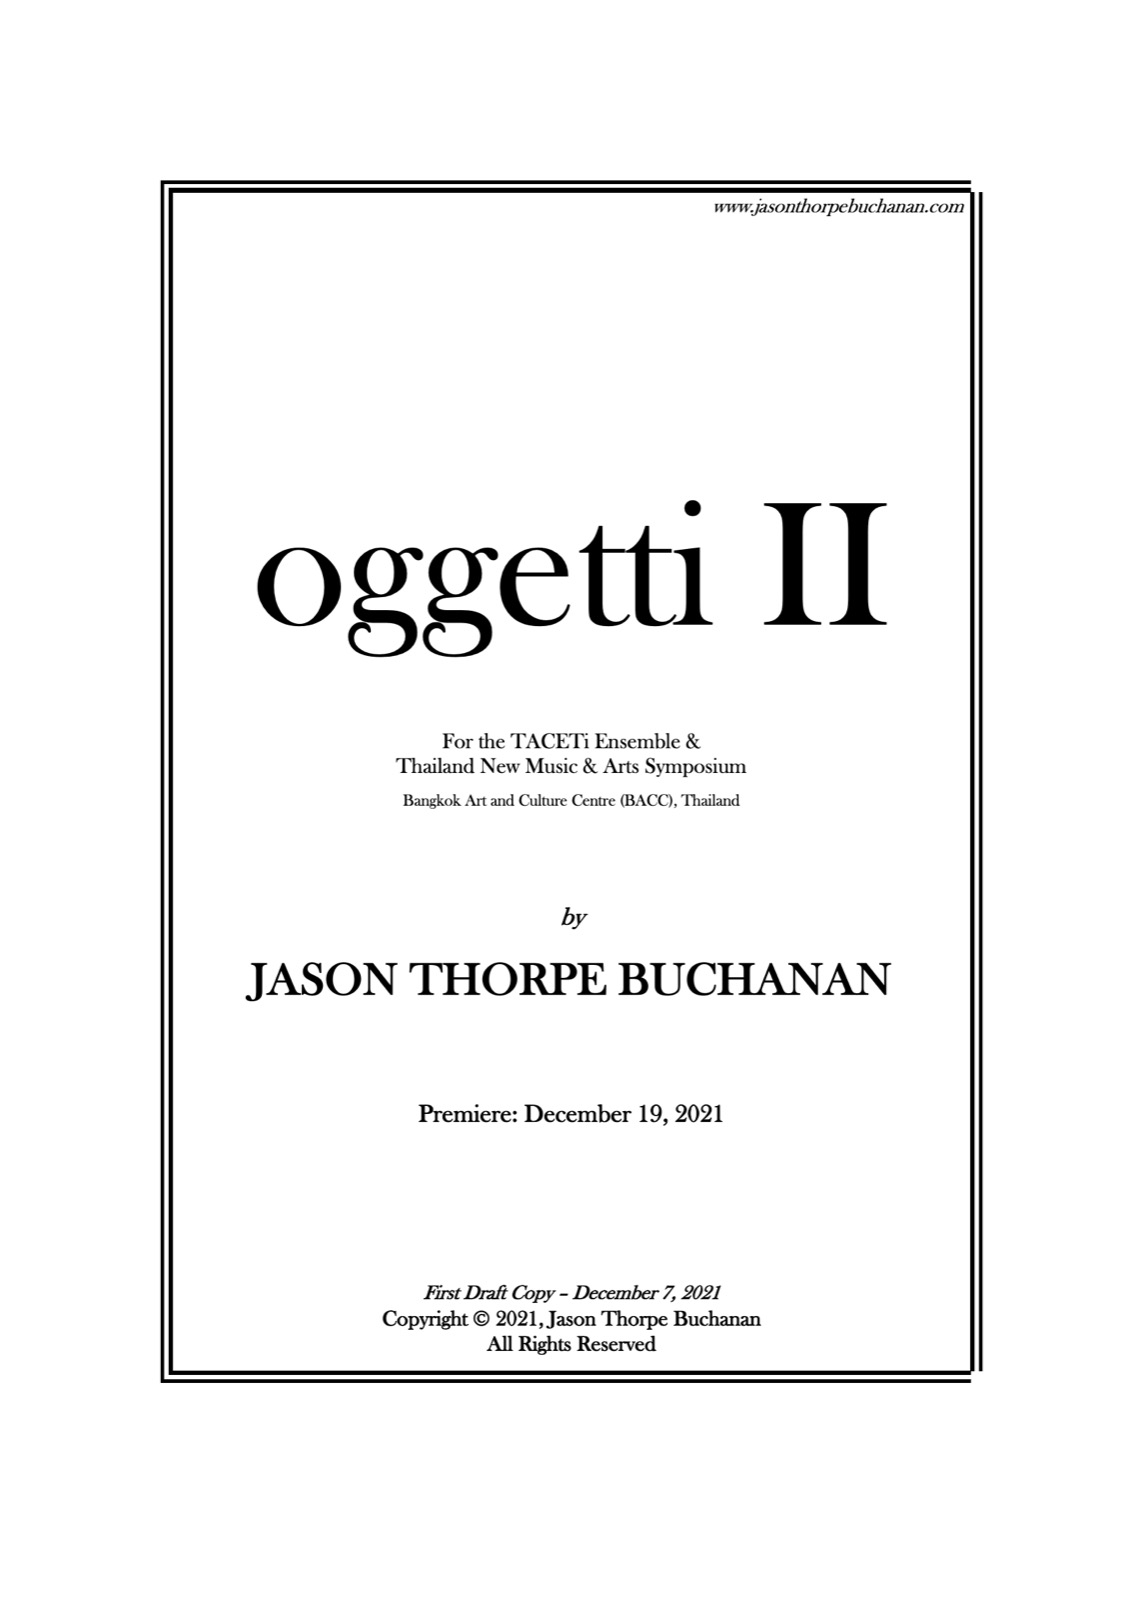 www.jasonthorpebuchanan.com
oggetti II
For the TACETi Ensemble &
Thailand New Music & Arts Symposium
Bangkok Art and Culture Centre (BACC), Thailand
by
JASON THORPE BUCHANAN
Premiere: December 19, 2021
First Draft Copy – December 7, 2021
Copyright © 2021, Jason Thorpe Buchanan
All Rights Reserved